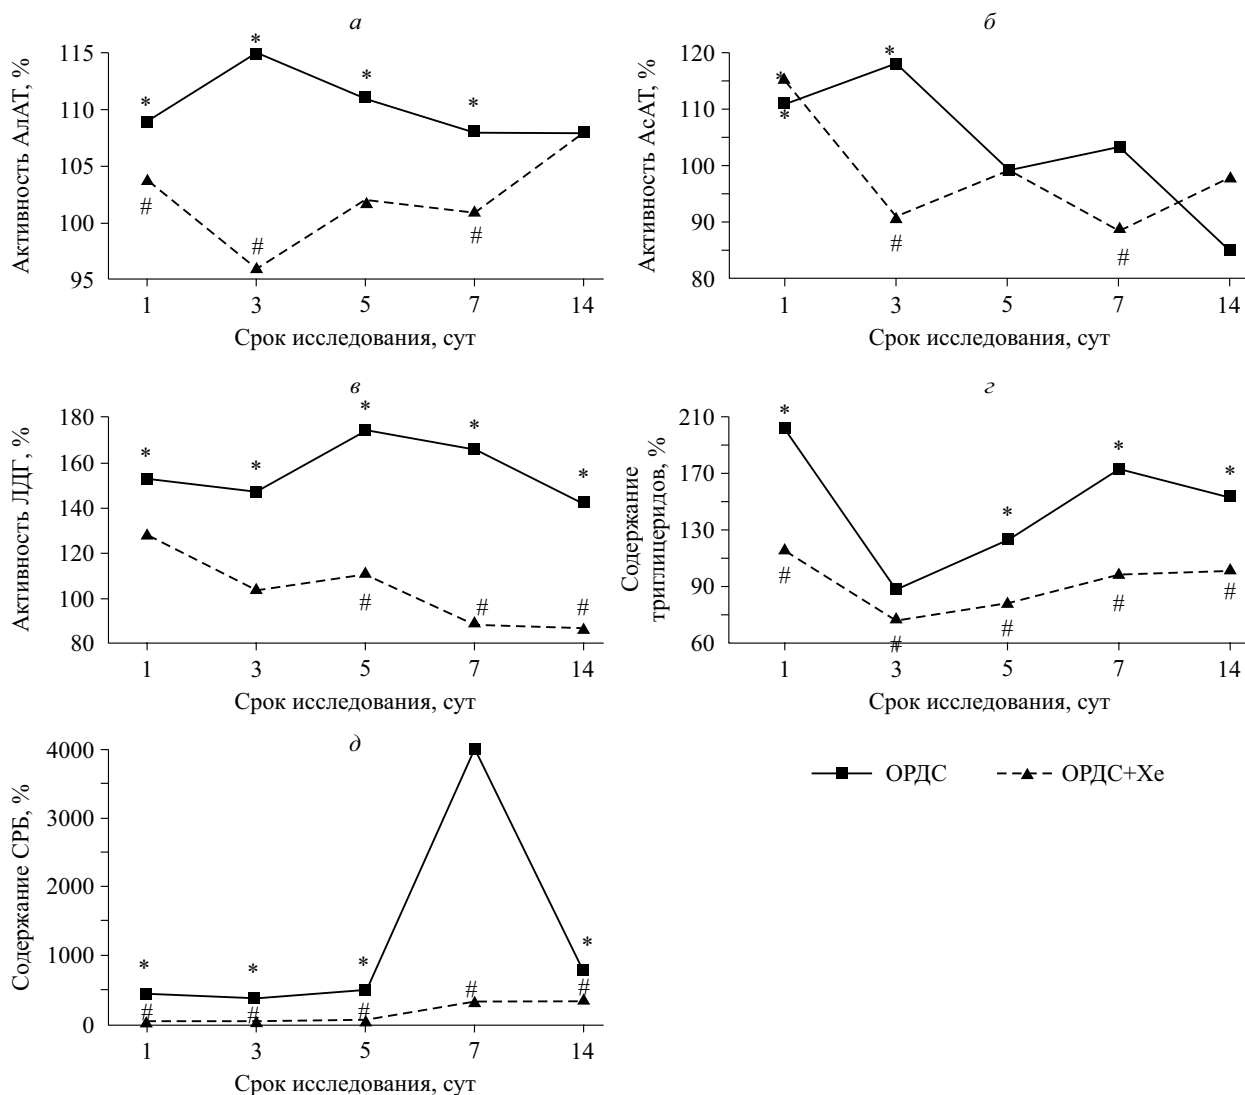 а
Активность АлАТ, %
115
110
105
100
95
* * * *
# # #
1 3 5 7 14
Срок исследования, сут
б
Активность АсАТ, %
120
110
100
90
80
* * *
# #
1 3 5 7 14
Срок исследования, сут
в
Активность ЛДГ, %
180
160
140
120
100
80
* * * * *
# # #
1 3 5 7 14
Срок исследования, сут
г
Содержание
триглицеридов, %
210
170
130
90
60
* * * *
# # # # #
1 3 5 7 14
Срок исследования, сут
д
Содержание СРБ, %
4000
3000
2000
1000
0
* * * *
# # # # #
1 3 5 7 14
Срок исследования, сут
ОРДС
ОРДС+Xe